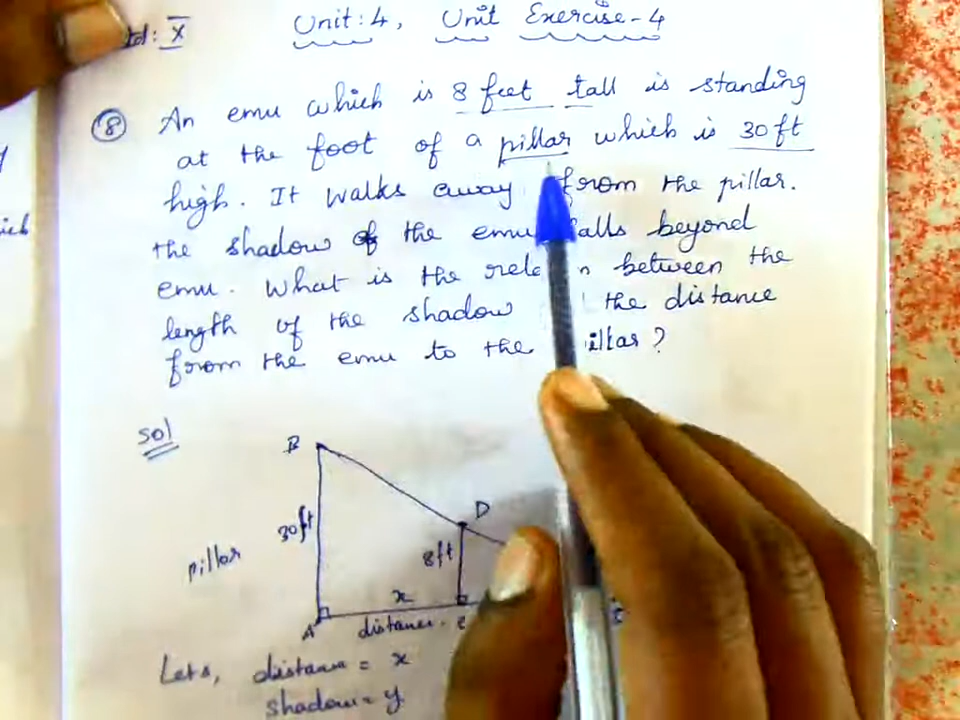 Std: X
Unit: 4, Unit Exercise-4
⑧ An emu which is 8 feet tall is standing
at the foot of a pillar which is 30ft
high. It walks away from the pillar.
the shadow of the emu falls beyond
emu. What is the between the
length of the shadow the distance
from the emu to the ?
sol
B
D
30ft
8ft
pillar
x
A
distance.
Lets, distance = x
shadow = y